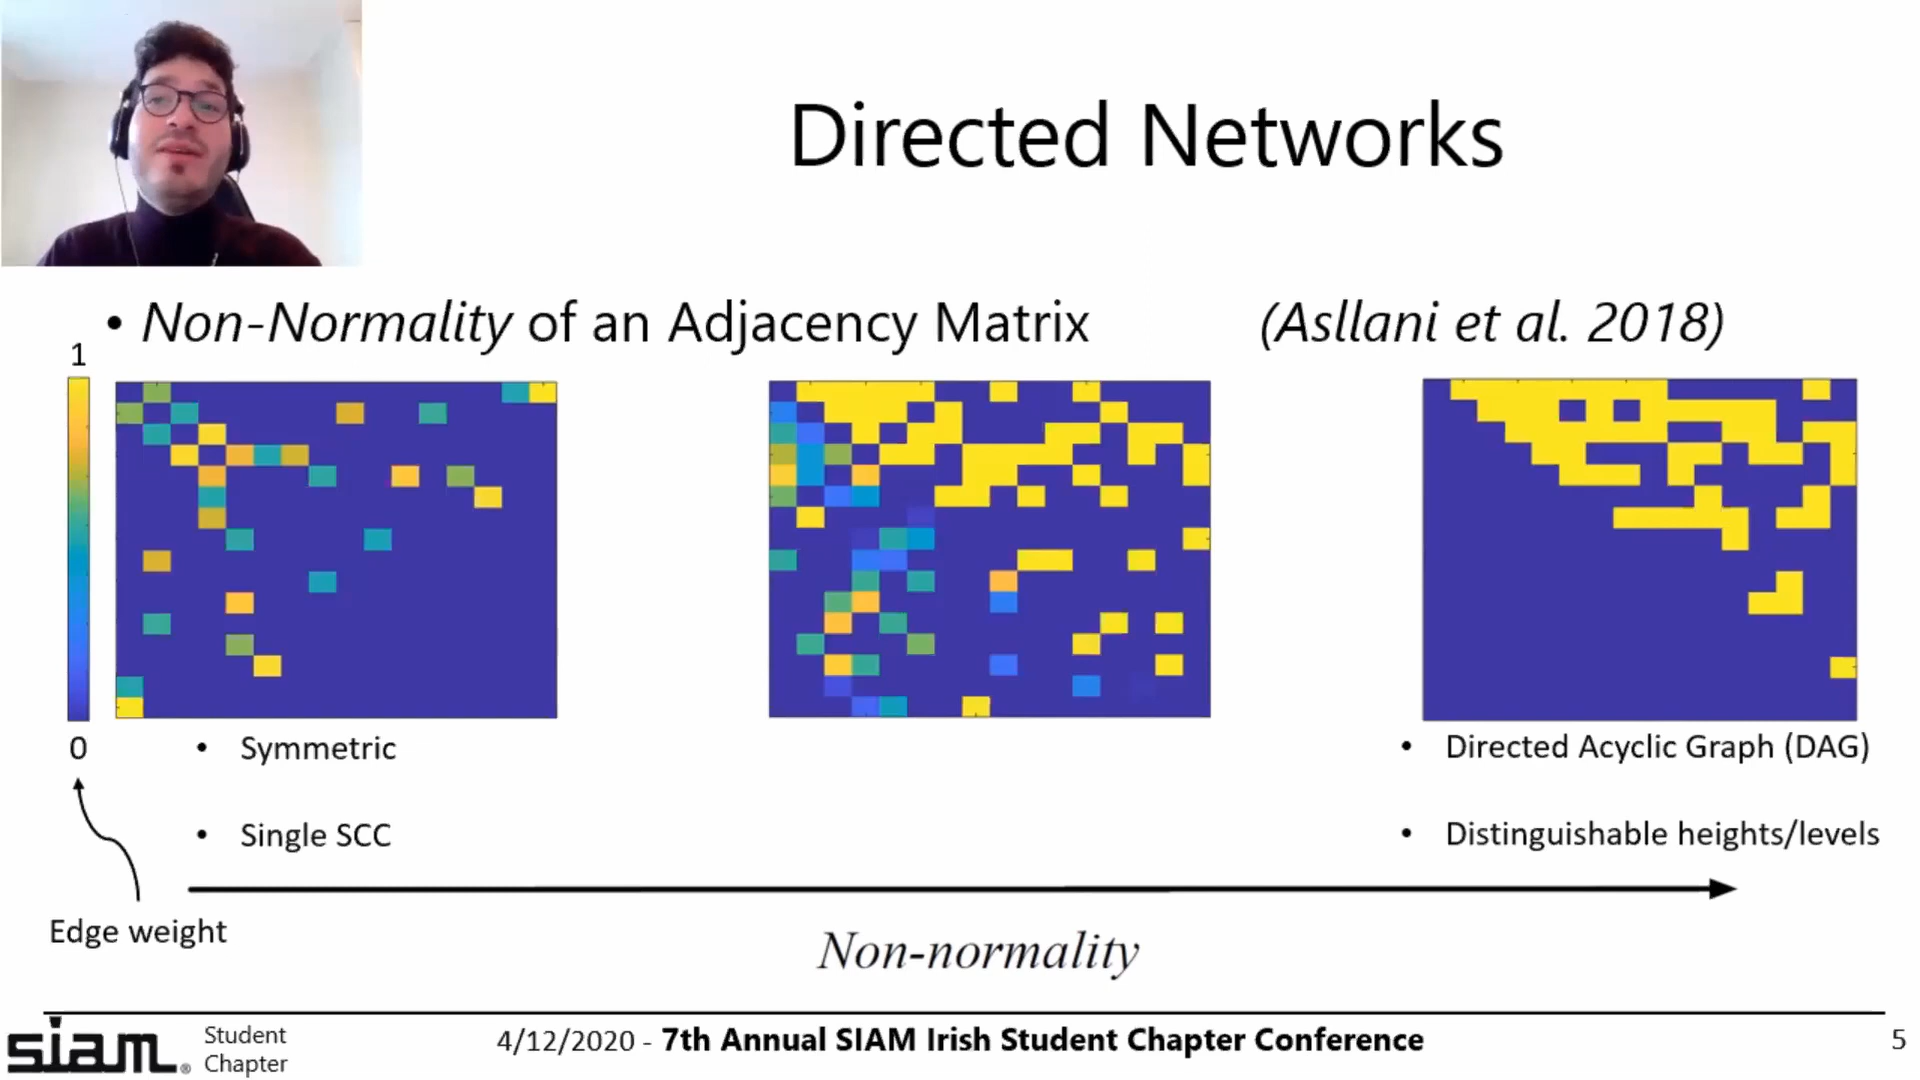 Directed Networks
• Non-Normality of an Adjacency Matrix (Asllani et al. 2018)
1
0
• Symmetric
• Single SCC
• Directed Acyclic Graph (DAG)
• Distinguishable heights/levels
Edge weight
Non-normality
siam® Student Chapter
4/12/2020 - 7th Annual SIAM Irish Student Chapter Conference
5